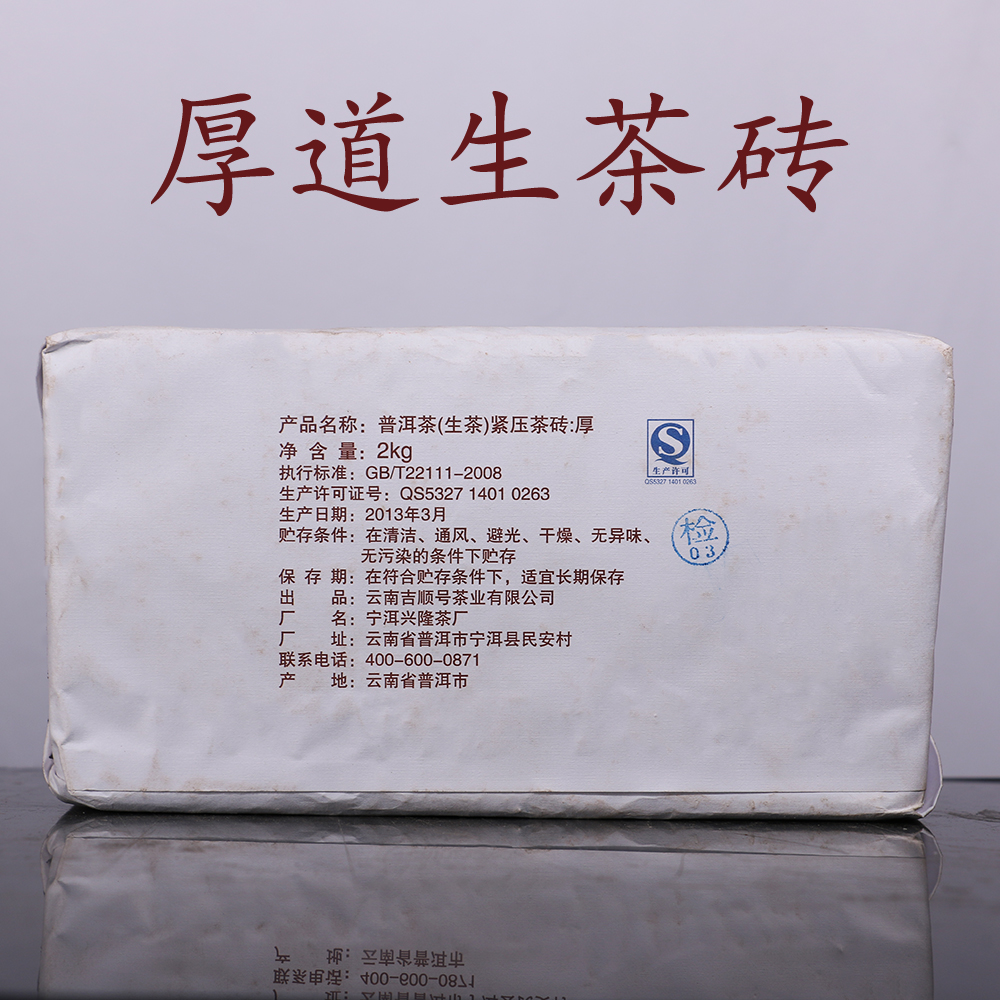 厚道生茶砖
产品名称：普洱茶(生茶)紧压茶砖:厚
净 含 量：2kg
执行标准：GB/T22111-2008
生产许可证号：QS5327 1401 0263
生产日期：2013年3月
贮存条件：在清洁、通风、避光、干燥、无异味、
无污染的条件下贮存
保 存 期：在符合贮存条件下，适宜长期保存
出 品：云南吉顺号茶业有限公司
厂 名：宁洱兴隆茶厂
厂 址：云南省普洱市宁洱县民安村
联系电话：400-600-0871
产 地：云南省普洱市
QS
生产许可
QS5327 1401 0263
检
03